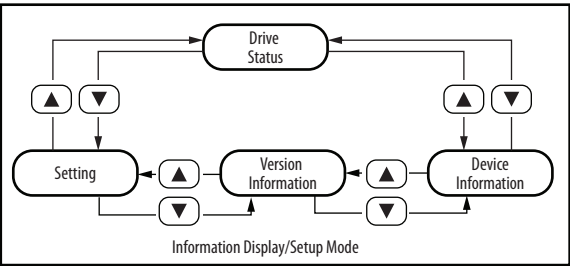 Drive
Status
Setting
Version
Information
Device
Information
Information Display/Setup Mode